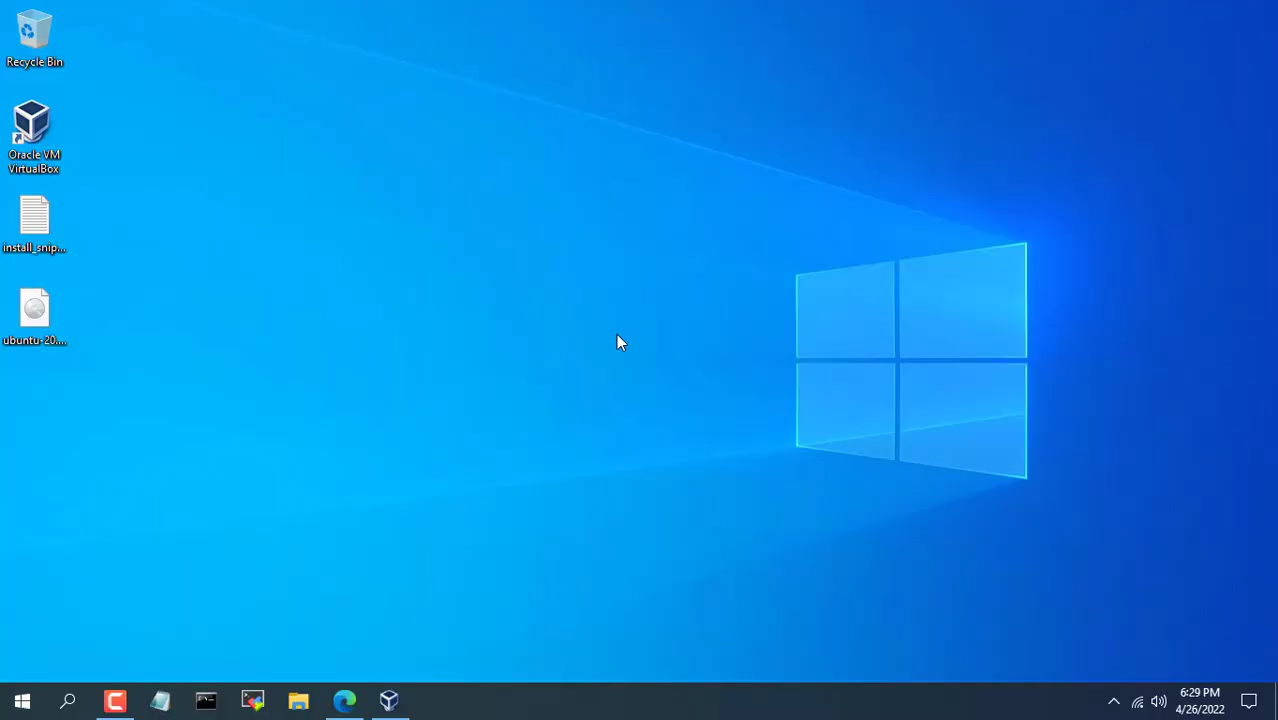 Recycle Bin
Oracle VM
VirtualBox
install_snip...
ubuntu-20....
6:29 PM
4/26/2022